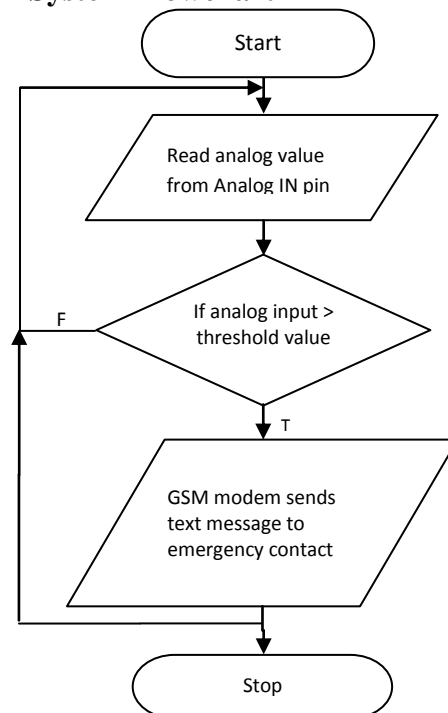 Start
Read analog value
from Analog IN pin
If analog input >
threshold value
F
T
GSM modem sends
text message to
emergency contact
Stop